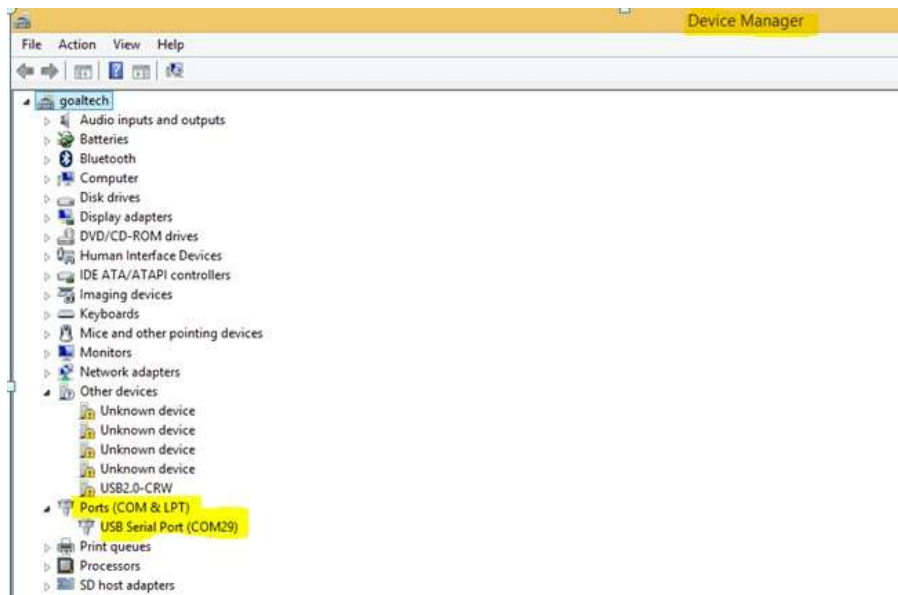 Device Manager
File Action View Help
goaltech
Audio inputs and outputs
Batteries
Bluetooth
Computer
Disk drives
Display adapters
DVD/CD-ROM drives
Human Interface Devices
IDE ATA/ATAPI controllers
Imaging devices
Keyboards
Mice and other pointing devices
Monitors
Network adapters
Other devices
Unknown device
Unknown device
Unknown device
Unknown device
USB2.0-CRW
Ports (COM & LPT)
USB Serial Port (COM29)
Print queues
Processors
SD host adapters